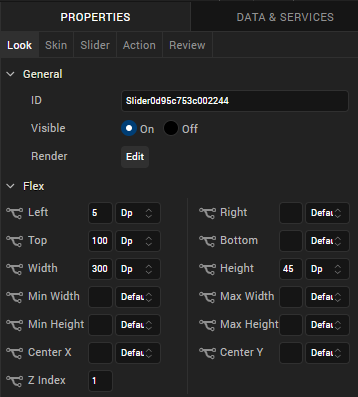 PROPERTIES DATA & SERVICES
Look Skin Slider Action Review
General
ID Slider0d95c753c002244
Visible On Off
Render Edit
Flex
Left 5 Dp Right Defau
Top 100 Dp Bottom Defau
Width 300 Dp Height 45 Dp
Min Width Defau Max Width Defau
Min Height Defau Max Height Defau
Center X Defau Center Y Defau
Z Index 1